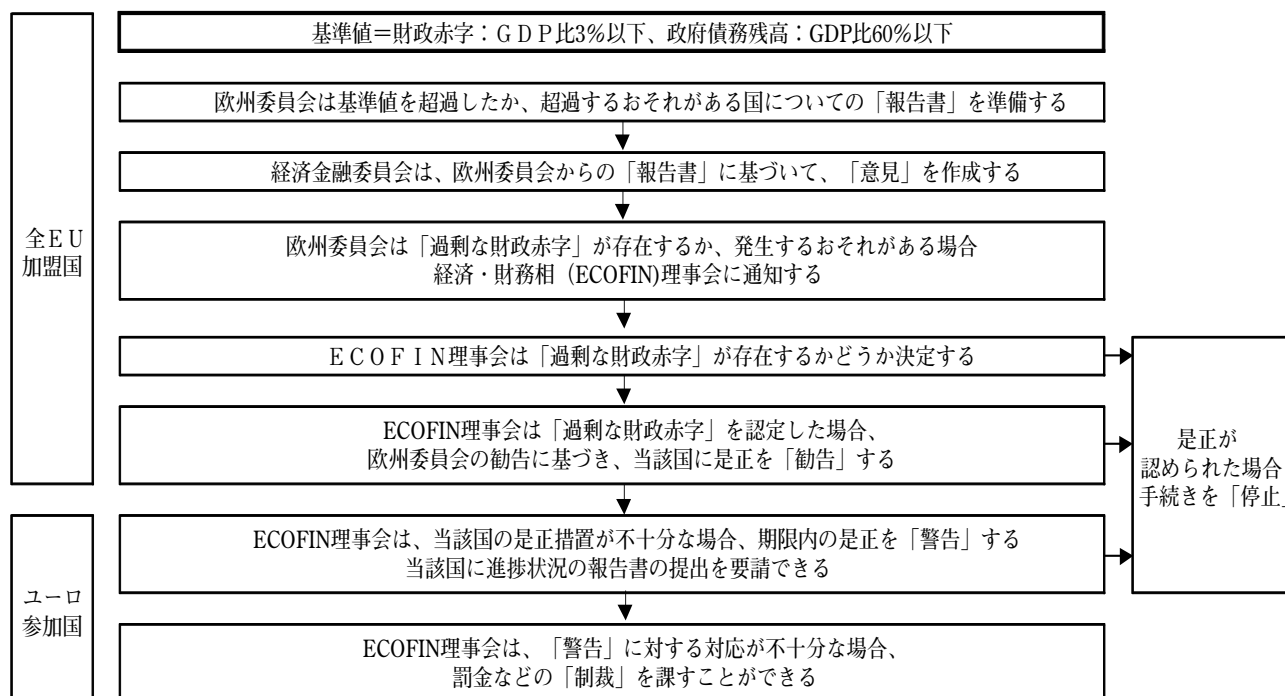 基準値＝財政赤字：ＧＤＰ比3%以下、政府債務残高：GDP比60%以下
欧州委員会は基準値を超過したか、超過するおそれがある国についての「報告書」を準備する
経済金融委員会は、欧州委員会からの「報告書」に基づいて、「意見」を作成する
全ＥＵ
加盟国
欧州委員会は「過剰な財政赤字」が存在するか、発生するおそれがある場合
経済・財務相（ECOFIN)理事会に通知する
ＥＣＯＦＩＮ理事会は「過剰な財政赤字」が存在するかどうか決定する
ECOFIN理事会は「過剰な財政赤字」を認定した場合、
欧州委員会の勧告に基づき、当該国に是正を「勧告」する
是正が
認められた場合
手続きを「停止」
ユーロ
参加国
ECOFIN理事会は、当該国の是正措置が不十分な場合、期限内の是正を「警告」する
当該国に進捗状況の報告書の提出を要請できる
ECOFIN理事会は、「警告」に対する対応が不十分な場合、
罰金などの「制裁」を課すことができる